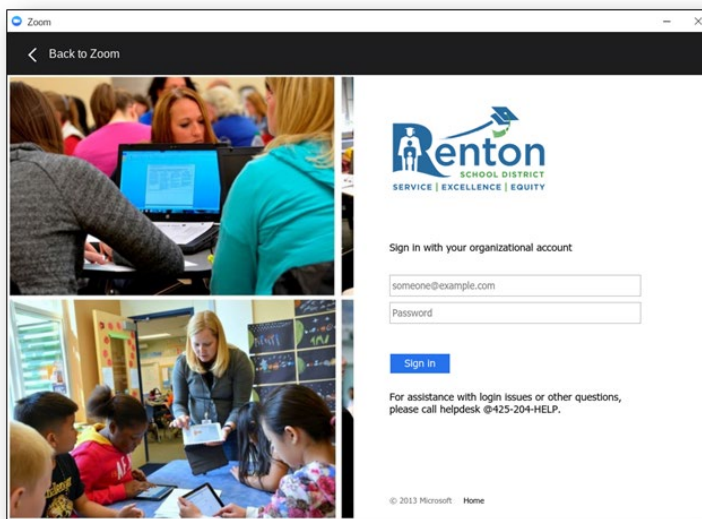 Zoom
Back to Zoom
Renton
SCHOOL DISTRICT
SERVICE | EXCELLENCE | EQUITY
Sign in with your organizational account
someone@example.com
Password
Sign in
For assistance with login issues or other questions,
please call helpdesk @425-204-HELP.
© 2013 Microsoft Home